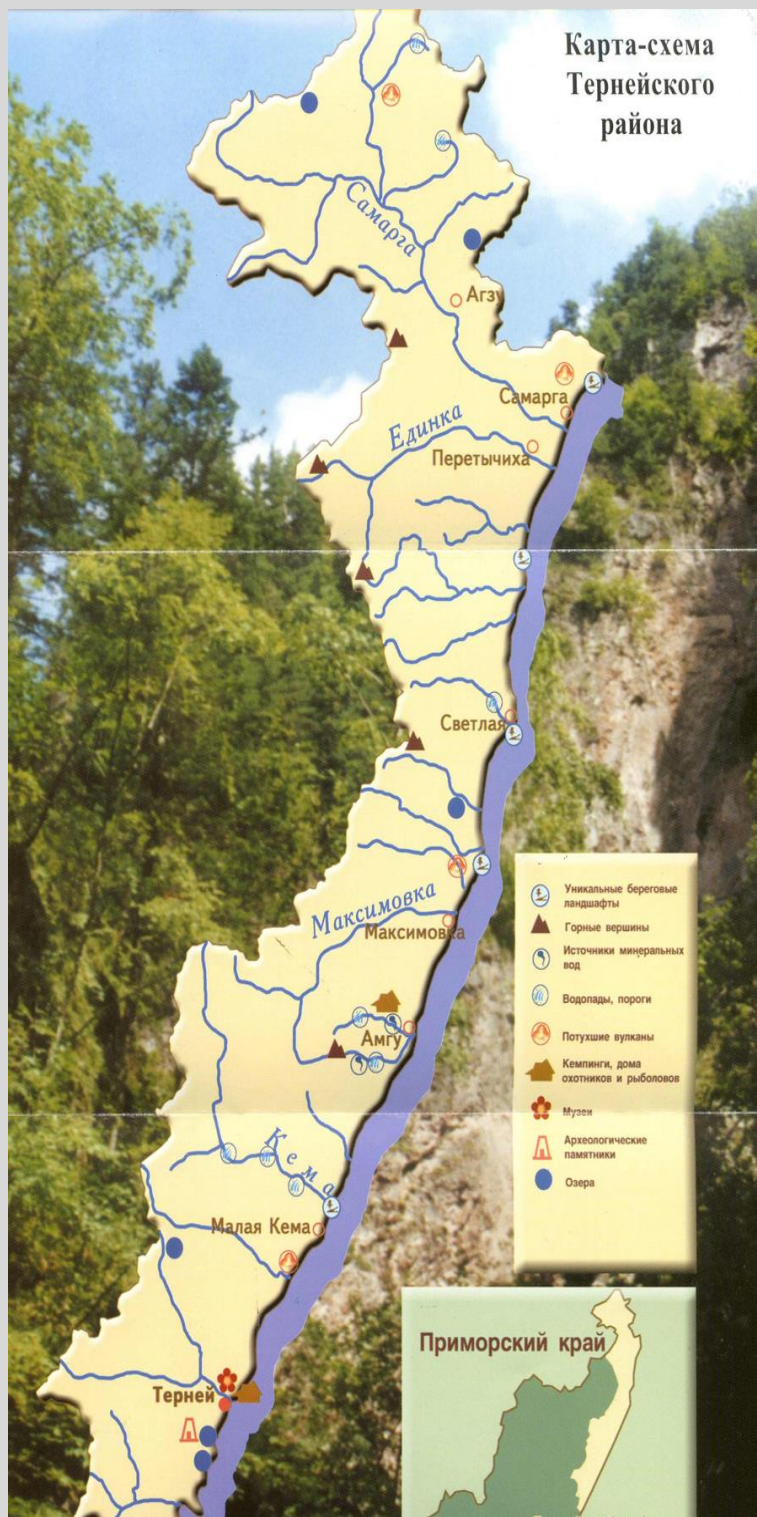 Карта-схема
Тернейского
района
Самарга
Агзу
Самарга
Единка
Перетычиха
Светлая
Максимовка
Максимовка
Амгу
Кема
Малая Кема
Терней
Уникальные береговые
ландшафты
Горные вершины
Источники минеральных
вод
Водопады, пороги
Потухшие вулканы
Кемпинги, дома
охотников и рыболовов
Музеи
Археологические
памятники
Озера
Приморский край